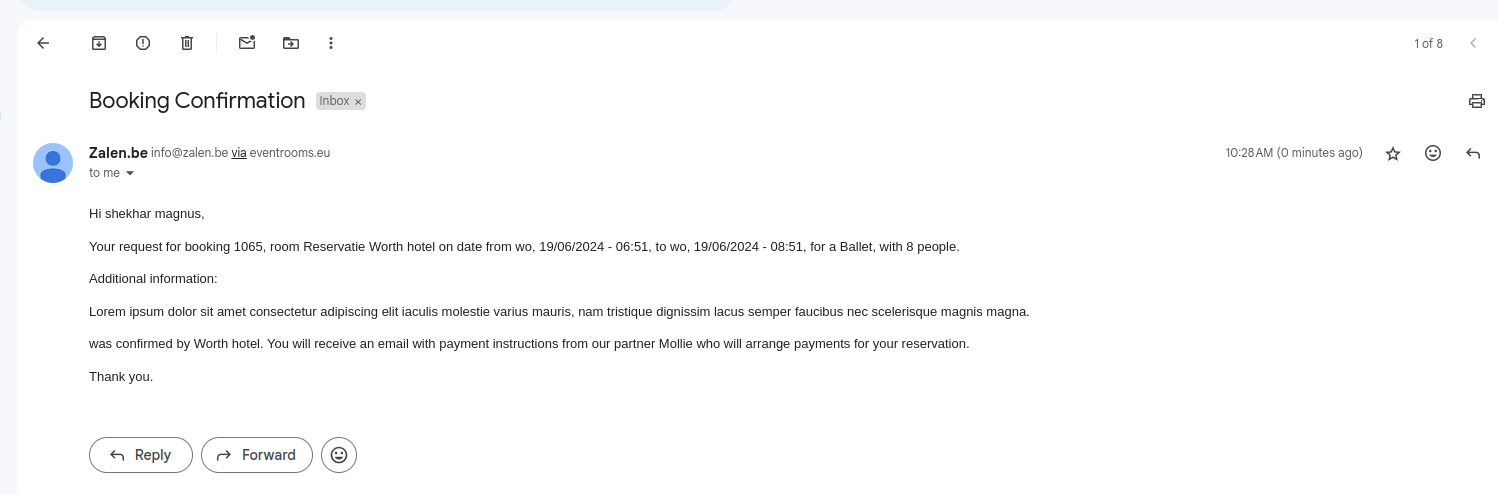 1 of 8
Booking Confirmation Inbox ×
Zalen.be info@zalen.be via eventrooms.eu 10:28 AM (0 minutes ago)
to me
Hi shekhar magnus,
Your request for booking 1065, room Reservatie Worth hotel on date from wo, 19/06/2024 - 06:51, to wo, 19/06/2024 - 08:51, for a Ballet, with 8 people.
Additional information:
Lorem ipsum dolor sit amet consectetur adipiscing elit iaculis molestie varius mauris, nam tristique dignissim lacus semper faucibus nec scelerisque magnis magna.
was confirmed by Worth hotel. You will receive an email with payment instructions from our partner Mollie who will arrange payments for your reservation.
Thank you.
Reply Forward